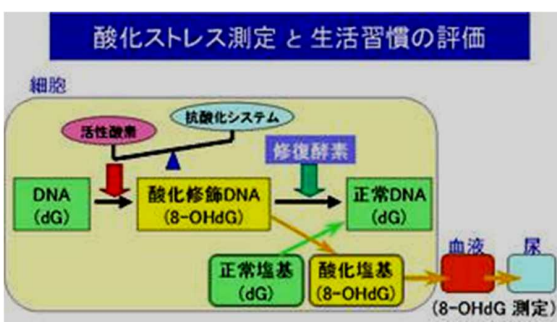 酸化ストレス測定 と 生活習慣の評価
細胞
活性酸素
抗酸化システム
修復酵素
DNA
(dG)
酸化修飾DNA
(8-OHdG)
正常DNA
(dG)
正常塩基
(dG)
酸化塩基
(8-OHdG)
血液
尿
(8-OHdG 測定)